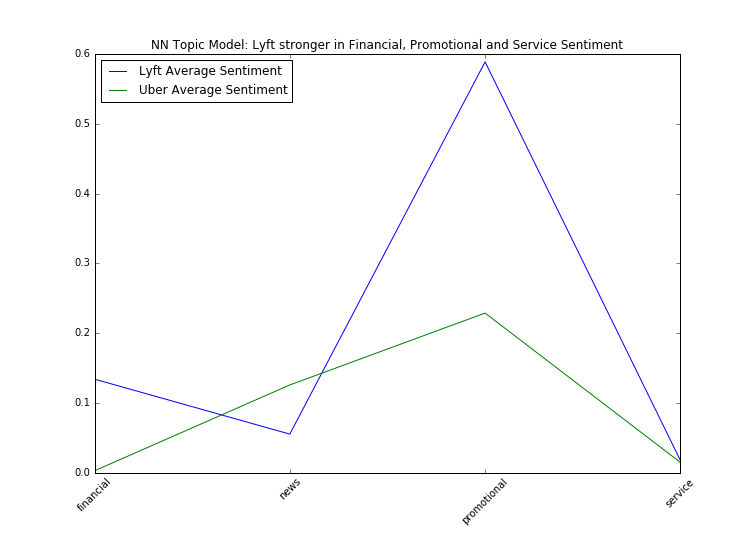 NN Topic Model: Lyft stronger in Financial, Promotional and Service Sentiment
Lyft Average Sentiment
Uber Average Sentiment
0.6
0.5
0.4
0.3
0.2
0.1
0.0
financial
news
promotional
service